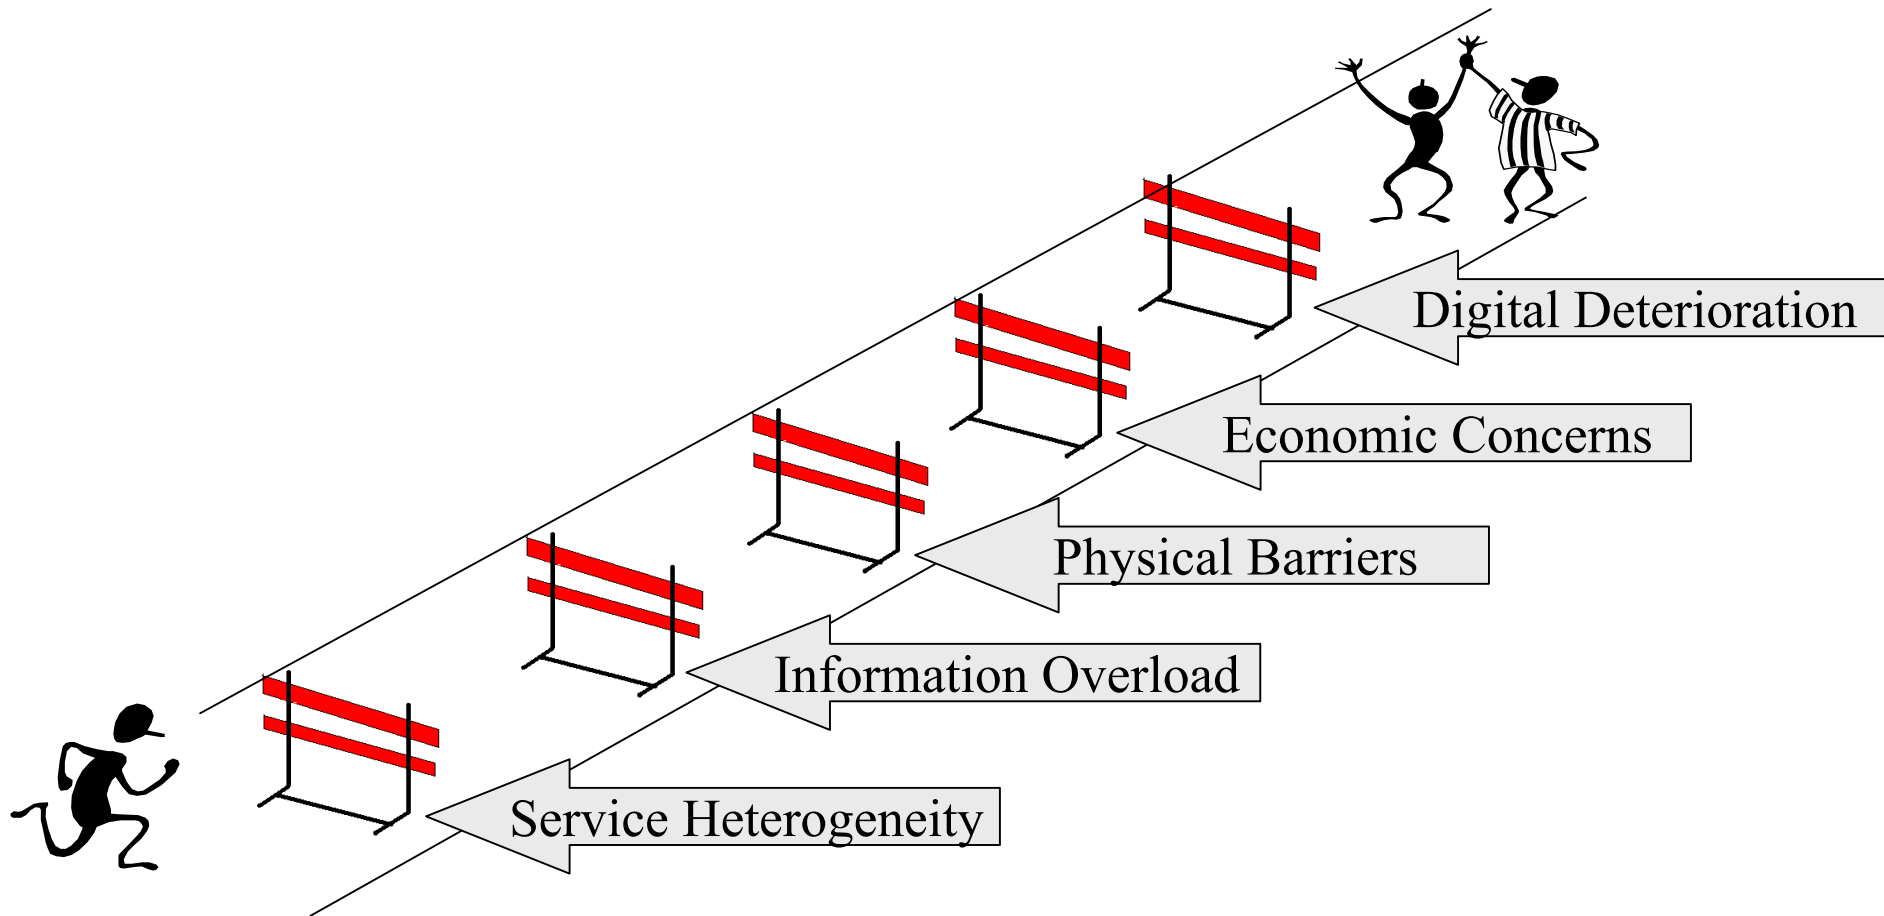 Digital Deterioration
Economic Concerns
Physical Barriers
Information Overload
Service Heterogeneity